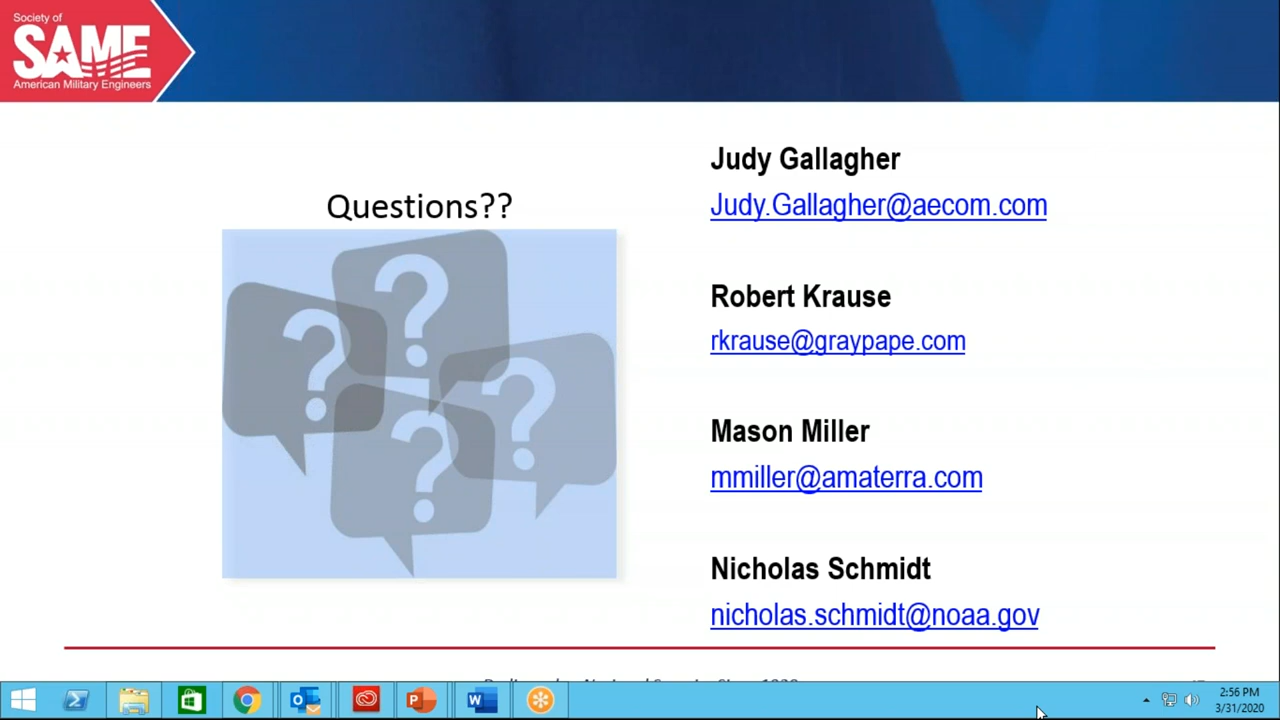 Society of
SAME
American Military Engineers
Questions??
Judy Gallagher
Judy.Gallagher@aecom.com
Robert Krause
rkrause@graypape.com
Mason Miller
mmiller@amaterra.com
Nicholas Schmidt
nicholas.schmidt@noaa.gov
2:56 PM
3/31/2020